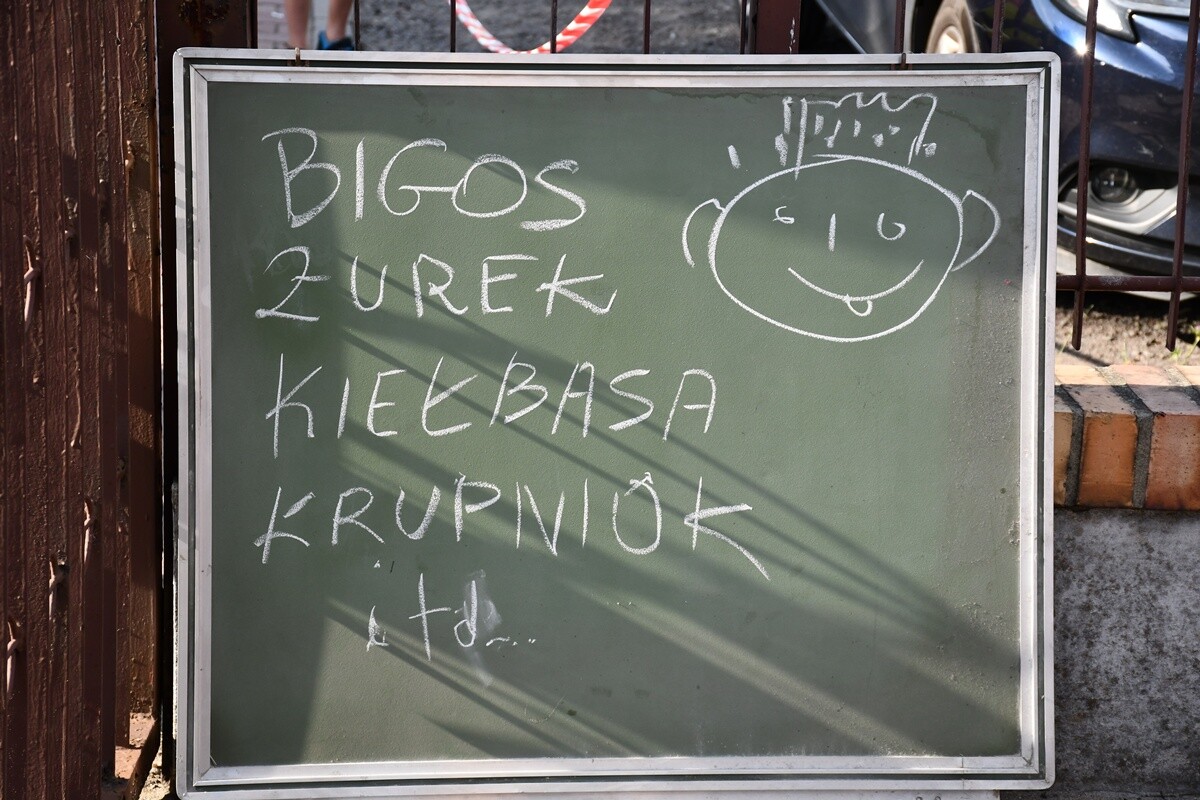 BIGOS
ŻUREK
KIEŁBASA
KRUPNIÔK
itd...